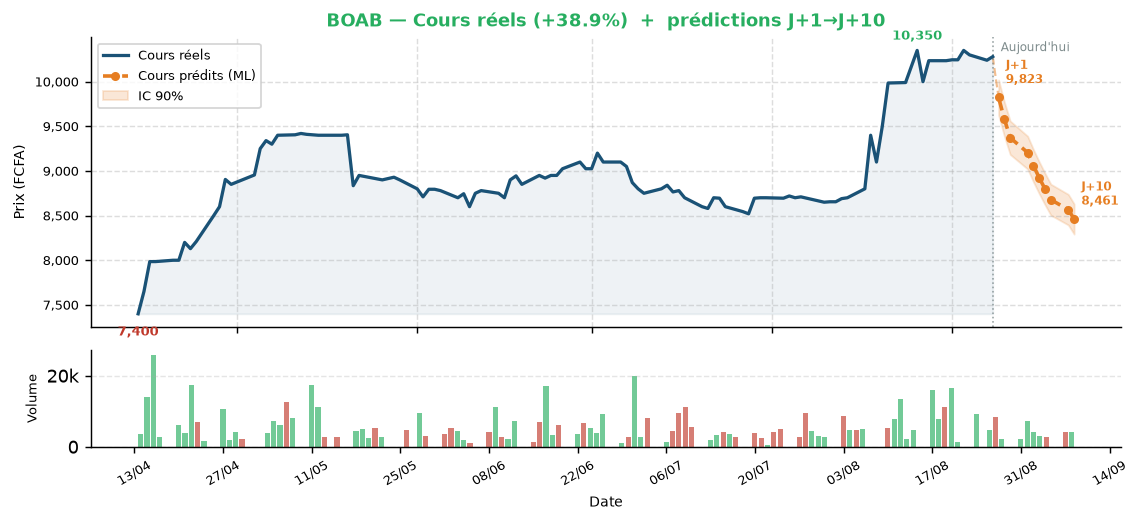 BOAB — Cours réels (+38.9%)  +  prédictions J+1→J+10
10,350
Aujourd'hui
Cours réels
Cours prédits (ML)
IC 90%
J+1
9,823
J+10
8,461
7,400
Prix (FCFA)
10,000
9,500
9,000
8,500
8,000
7,500
Volume
20k
0
13/04
27/04
11/05
25/05
08/06
22/06
06/07
20/07
03/08
17/08
31/08
14/09
Date